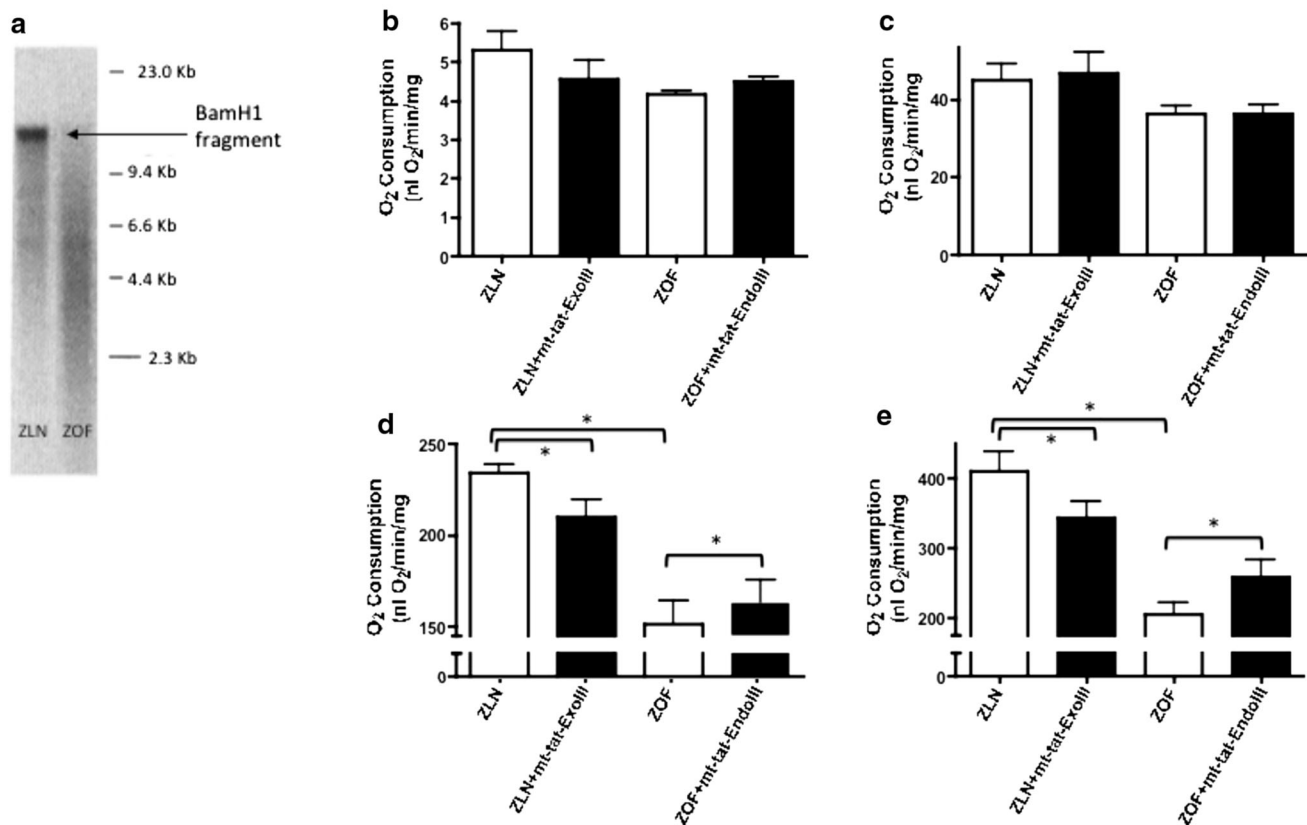 a
23.0 Kb
BamH1
fragment
9.4 Kb
6.6 Kb
4.4 Kb
2.3 Kb
ZLN ZOF
b
O2 Consumption
(nl O2/min/mg
6
5
4
3
2
1
0
ZLN
ZLN+mt-tat-ExoIII
ZOF
ZOF+mt-tat-EndoIII
c
O2 Consumption
(nl O2/min/mg
40
20
0
ZLN
ZLN+mt-tat-ExoIII
ZOF
ZOF+mt-tat-EndoIII
d
O2 Consumption
(nl O2/min/mg
250
200
150
0
*
*
*
ZLN
ZLN+mt-tat-ExoIII
ZOF
ZOF+mt-tat-EndoIII
e
O2 Consumption
(nl O2/min/mg
400
300
200
0
*
*
*
ZLN
ZLN+mt-tat-ExoIII
ZOF
ZOF+mt-tat-EndoIII